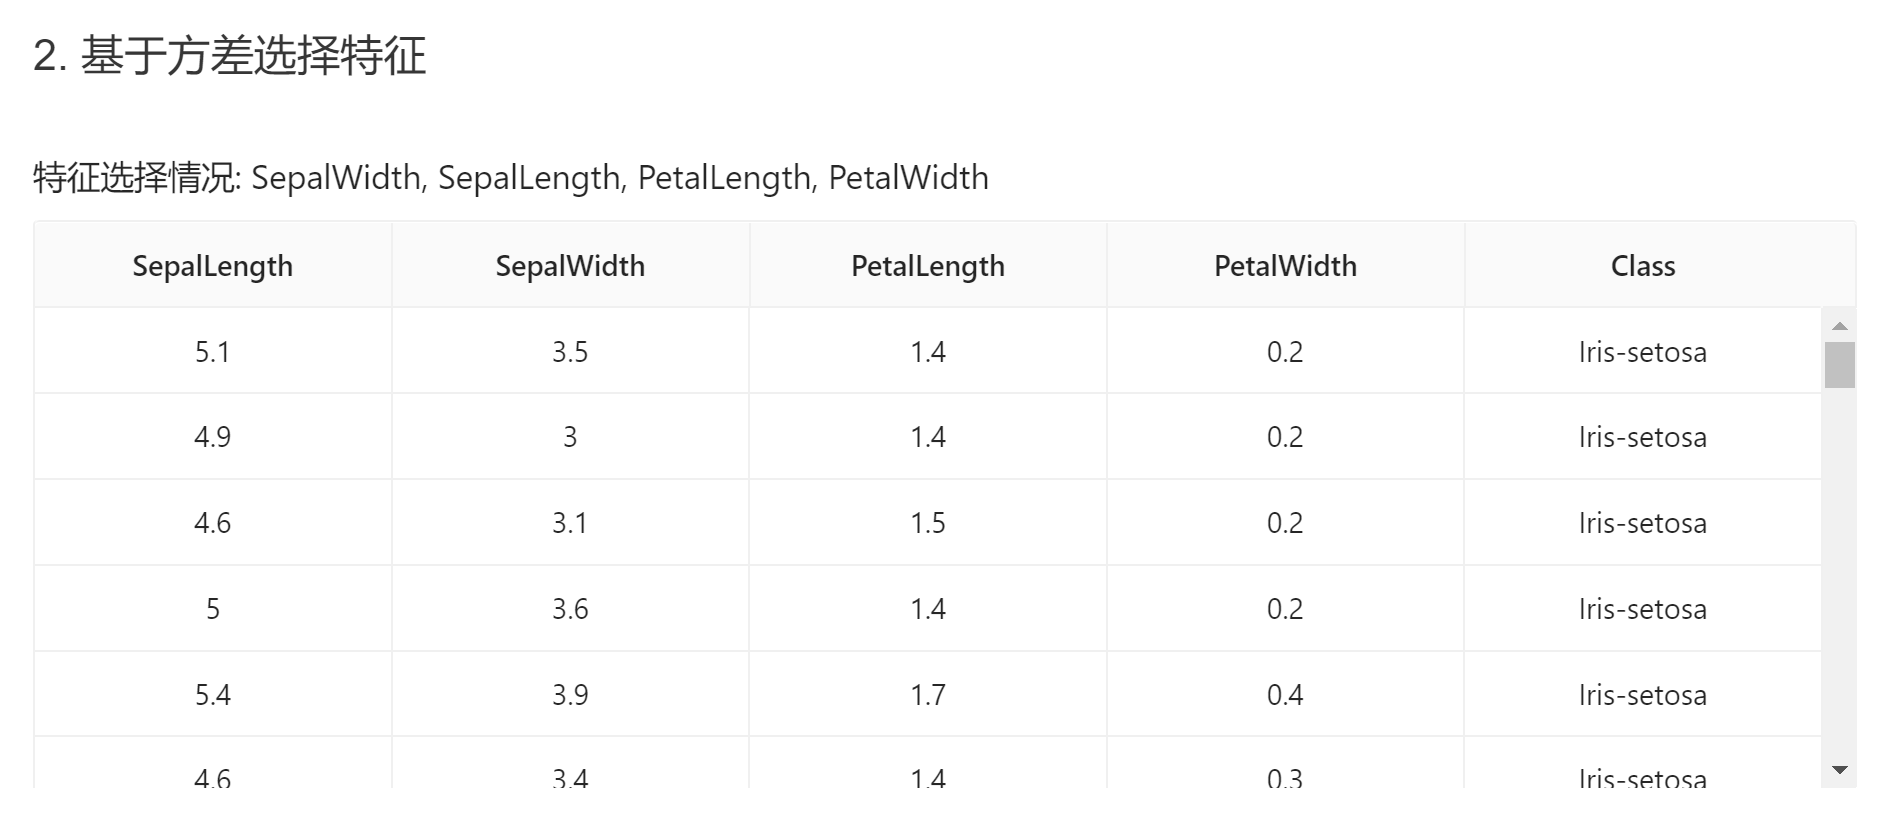 2. 基于方差选择特征
特征选择情况: SepalWidth, SepalLength, PetalLength, PetalWidth
SepalLength SepalWidth PetalLength PetalWidth Class
5.1 3.5 1.4 0.2 Iris-setosa
4.9 3 1.4 0.2 Iris-setosa
4.6 3.1 1.5 0.2 Iris-setosa
5 3.6 1.4 0.2 Iris-setosa
5.4 3.9 1.7 0.4 Iris-setosa
4.6 3.4 1.4 0.3 Iris-setosa